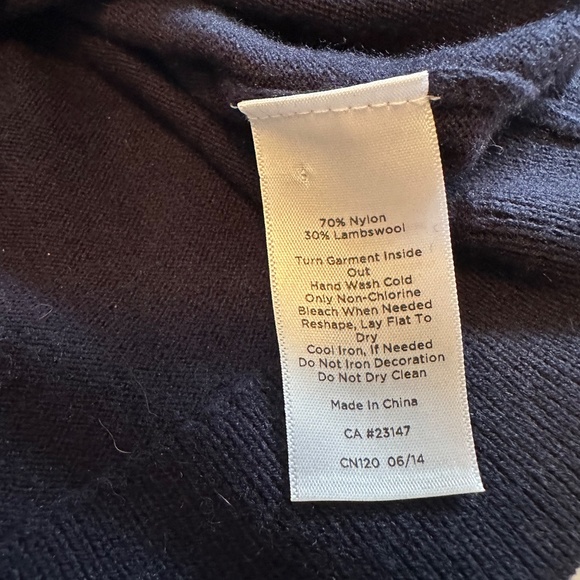 70% Nylon
30% Lambswool
Turn Garment Inside
Out
Hand Wash Cold
Only Non-Chlorine
Bleach When Needed
Reshape, Lay Flat To
Dry
Cool Iron, If Needed
Do Not Iron Decoration
Do Not Dry Clean
Made In China
CA #23147
CN120 06/14